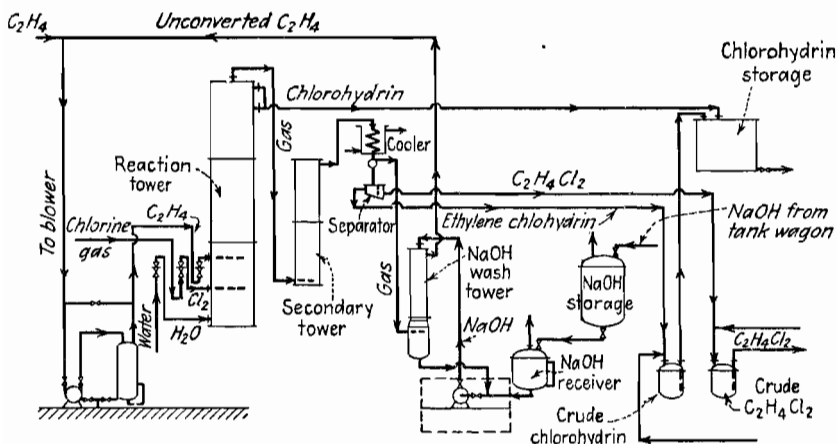 C2H4
Unconverted C2H4
Chlorohydrin
storage
Chlorohydrin
Gas
Cooler
Reaction
tower
C2H4
Separator
C2H4Cl2
Ethylene chlohydrin
NaOH from
tank wagon
To blower
Chlorine
gas
Cl2
Water
H2O
Secondary
tower
Gas
NaOH
wash
tower
NaOH
storage
NaOH
NaOH
receiver
C2H4Cl2
Crude
chlorohydrin
Crude
C2H4Cl2